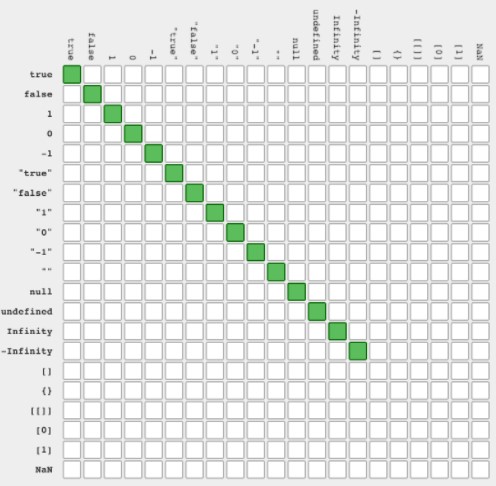 true
false
1
0
-1
"true"
"false"
"1"
"0"
"-1"
""
null
undefined
Infinity
-Infinity
[]
{}
[[]]
[0]
[1]
NaN
true
false
1
0
-1
"true"
"false"
"1"
"0"
"-1"
""
null
undefined
Infinity
-Infinity
[]
{}
[[]]
[0]
[1]
NaN